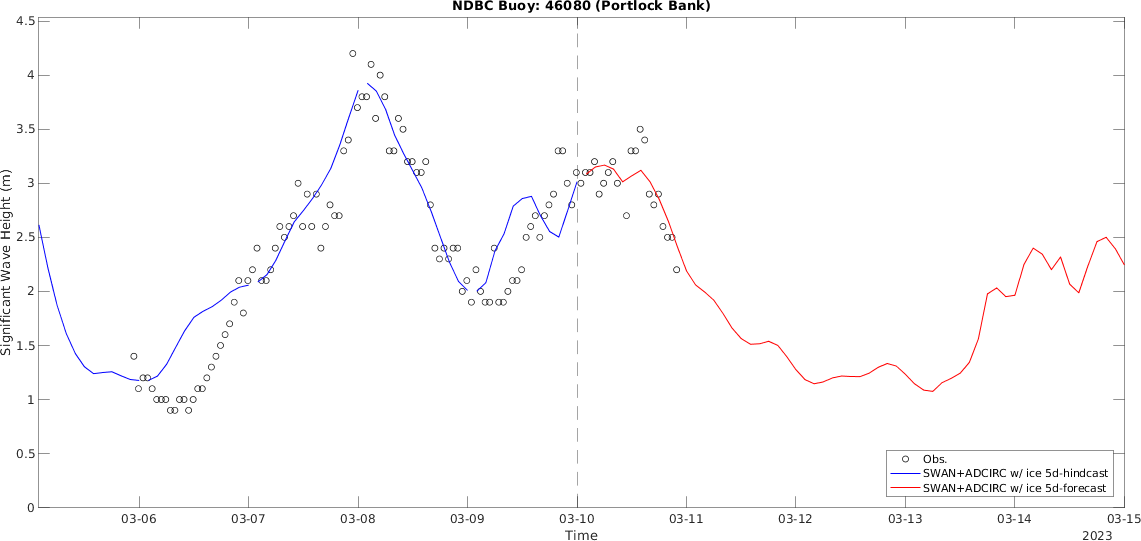 NDBC Buoy: 46080 (Portlock Bank)
4.5
4
3.5
3
2.5
2
1.5
1
0.5
0
Significant Wave Height (m)
03-06 03-07 03-08 03-09 03-10 03-11 03-12 03-13 03-14 03-15
Time
2023
Obs.
SWAN+ADCIRC w/ ice 5d-hindcast
SWAN+ADCIRC w/ ice 5d-forecast